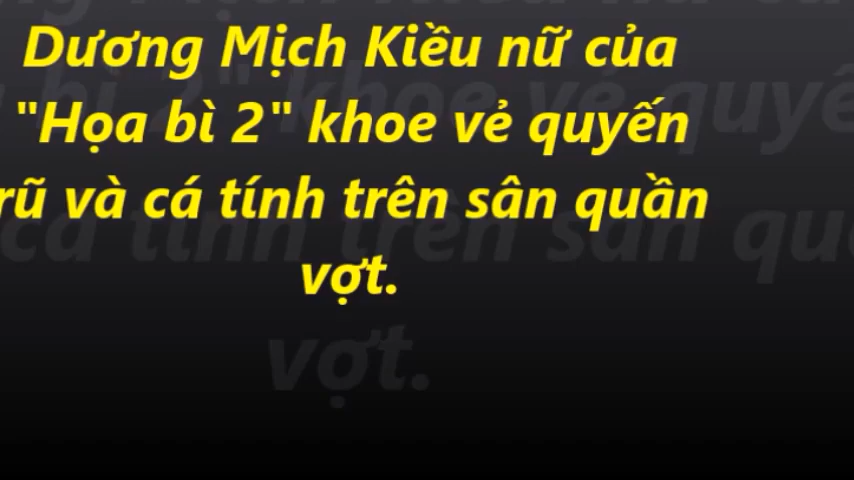 Dương Mịch Kiều nữ của
"Họa bì 2" khoe vẻ quyến
rũ và cá tính trên sân quần
vợt.